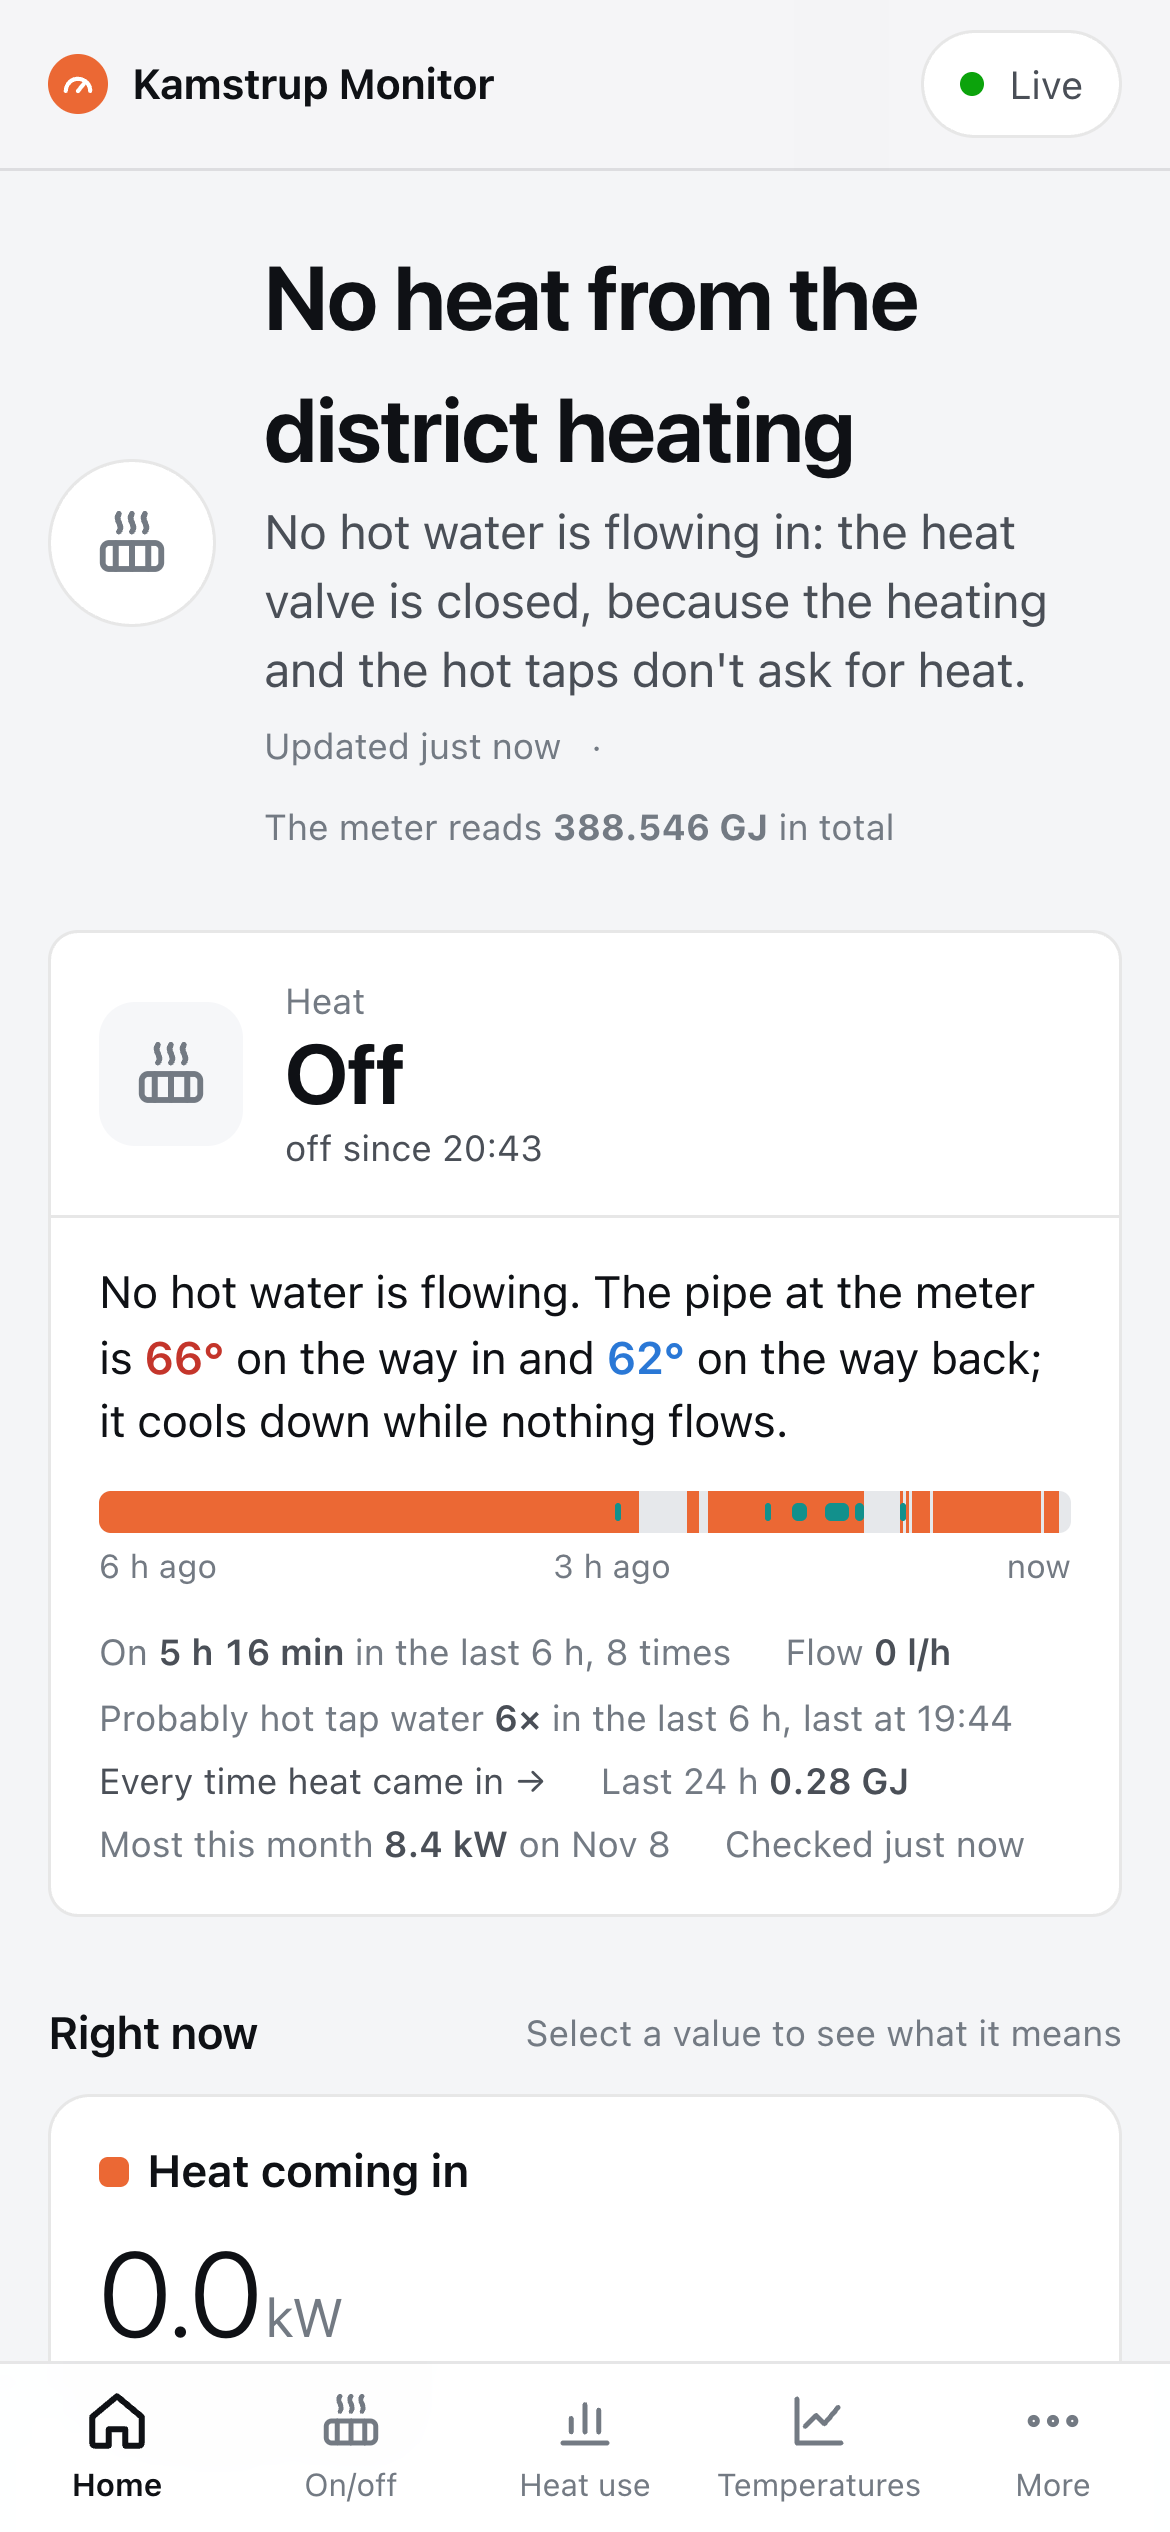 Kamstrup Monitor
Live
No heat from the
district heating
No hot water is flowing in: the heat
valve is closed, because the heating
and the hot taps don't ask for heat.
Updated just now ·
The meter reads 388.546 GJ in total
Heat
Off
off since 20:43
No hot water is flowing. The pipe at the meter
is 66° on the way in and 62° on the way back;
it cools down while nothing flows.
6 h ago 3 h ago now
On 5 h 16 min in the last 6 h, 8 times Flow 0 l/h
Probably hot tap water 6× in the last 6 h, last at 19:44
Every time heat came in → Last 24 h 0.28 GJ
Most this month 8.4 kW on Nov 8 Checked just now
Right now Select a value to see what it means
Heat coming in
0.0 kW
Home On/off Heat use Temperatures More